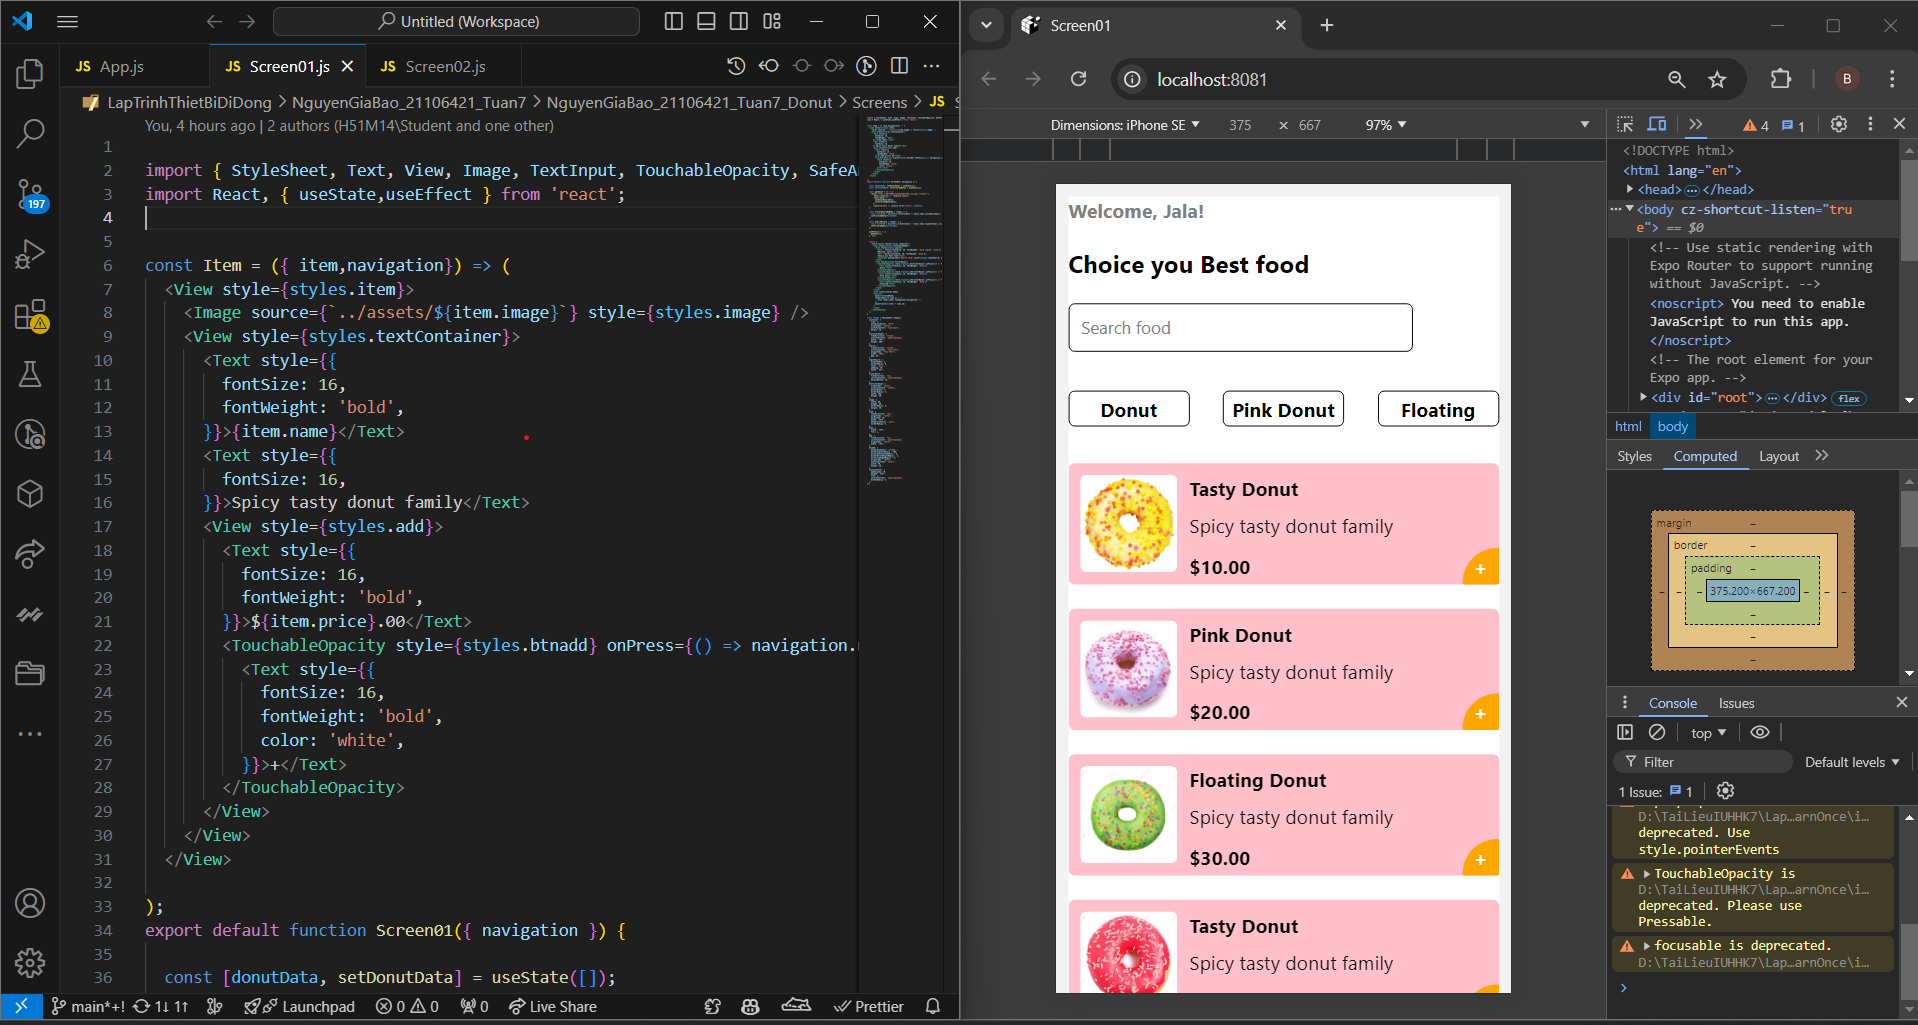 Untitled (Workspace)
JS App.js
JS Screen01.js
JS Screen02.js
LapTrinhThietBiDiDong > NguyenGiaBao_21106421_Tuan7 > NguyenGiaBao_21106421_Tuan7_Donut > Screens > JS S
You, 4 hours ago | 2 authors (H51M14\Student and one other)
1
2 import { StyleSheet, Text, View, Image, TextInput, TouchableOpacity, SafeAr
3 import React, { useState,useEffect } from 'react';
4
5
6 const Item = ({ item,navigation}) => (
7 <View style={styles.item}>
8 <Image source={`../assets/${item.image}`} style={styles.image} />
9 <View style={styles.textContainer}>
10 <Text style={{
11 fontSize: 16,
12 fontWeight: 'bold',
13 }}>{item.name}</Text>
14 <Text style={{
15 fontSize: 16,
16 }}>Spicy tasty donut family</Text>
17 <View style={styles.add}>
18 <Text style={{
19 fontSize: 16,
20 fontWeight: 'bold',
21 }}>${item.price}.00</Text>
22 <TouchableOpacity style={styles.btnadd} onPress={() => navigation.n
23 <Text style={{
24 fontSize: 16,
25 fontWeight: 'bold',
26 color: 'white',
27 }}>+</Text>
28 </TouchableOpacity>
29 </View>
30 </View>
31 </View>
32
33 );
34 export default function Screen01({ navigation }) {
35
36 const [donutData, setDonutData] = useState([]);
197
main*+! 1↓ 1↑
Launchpad
0 0
0
Live Share
Prettier
Screen01
localhost:8081
B
Dimensions: iPhone SE 375 × 667 97%
Welcome, Jala!
Choice you Best food
Search food
Donut
Pink Donut
Floating
Tasty Donut
Spicy tasty donut family
$10.00
+
Pink Donut
Spicy tasty donut family
$20.00
+
Floating Donut
Spicy tasty donut family
$30.00
+
Tasty Donut
Spicy tasty donut family
4 1
<!DOCTYPE html>
<html lang="en">
<head> </head>
<body cz-shortcut-listen="tru
e"> == $0
<!-- Use static rendering with
Expo Router to support running
without JavaScript. -->
<noscript> You need to enable
JavaScript to run this app.
</noscript>
<!-- The root element for your
Expo app. -->
<div id="root"> </div> flex
html body
Styles Computed Layout
margin –
border –
padding –
– – – 375.200×667.200 – – –
–
–
–
Console Issues
top
Filter
Default levels
1 Issue: 1
D:\TaiLieuIUHHK7\Lap…arnOnce\i…
deprecated. Use
style.pointerEvents
TouchableOpacity is
D:\TaiLieuIUHHK7\Lap…arnOnce\i…
deprecated. Please use
Pressable.
focusable is deprecated.
D:\TaiLieuIUHHK7\Lap…arnOnce\i…